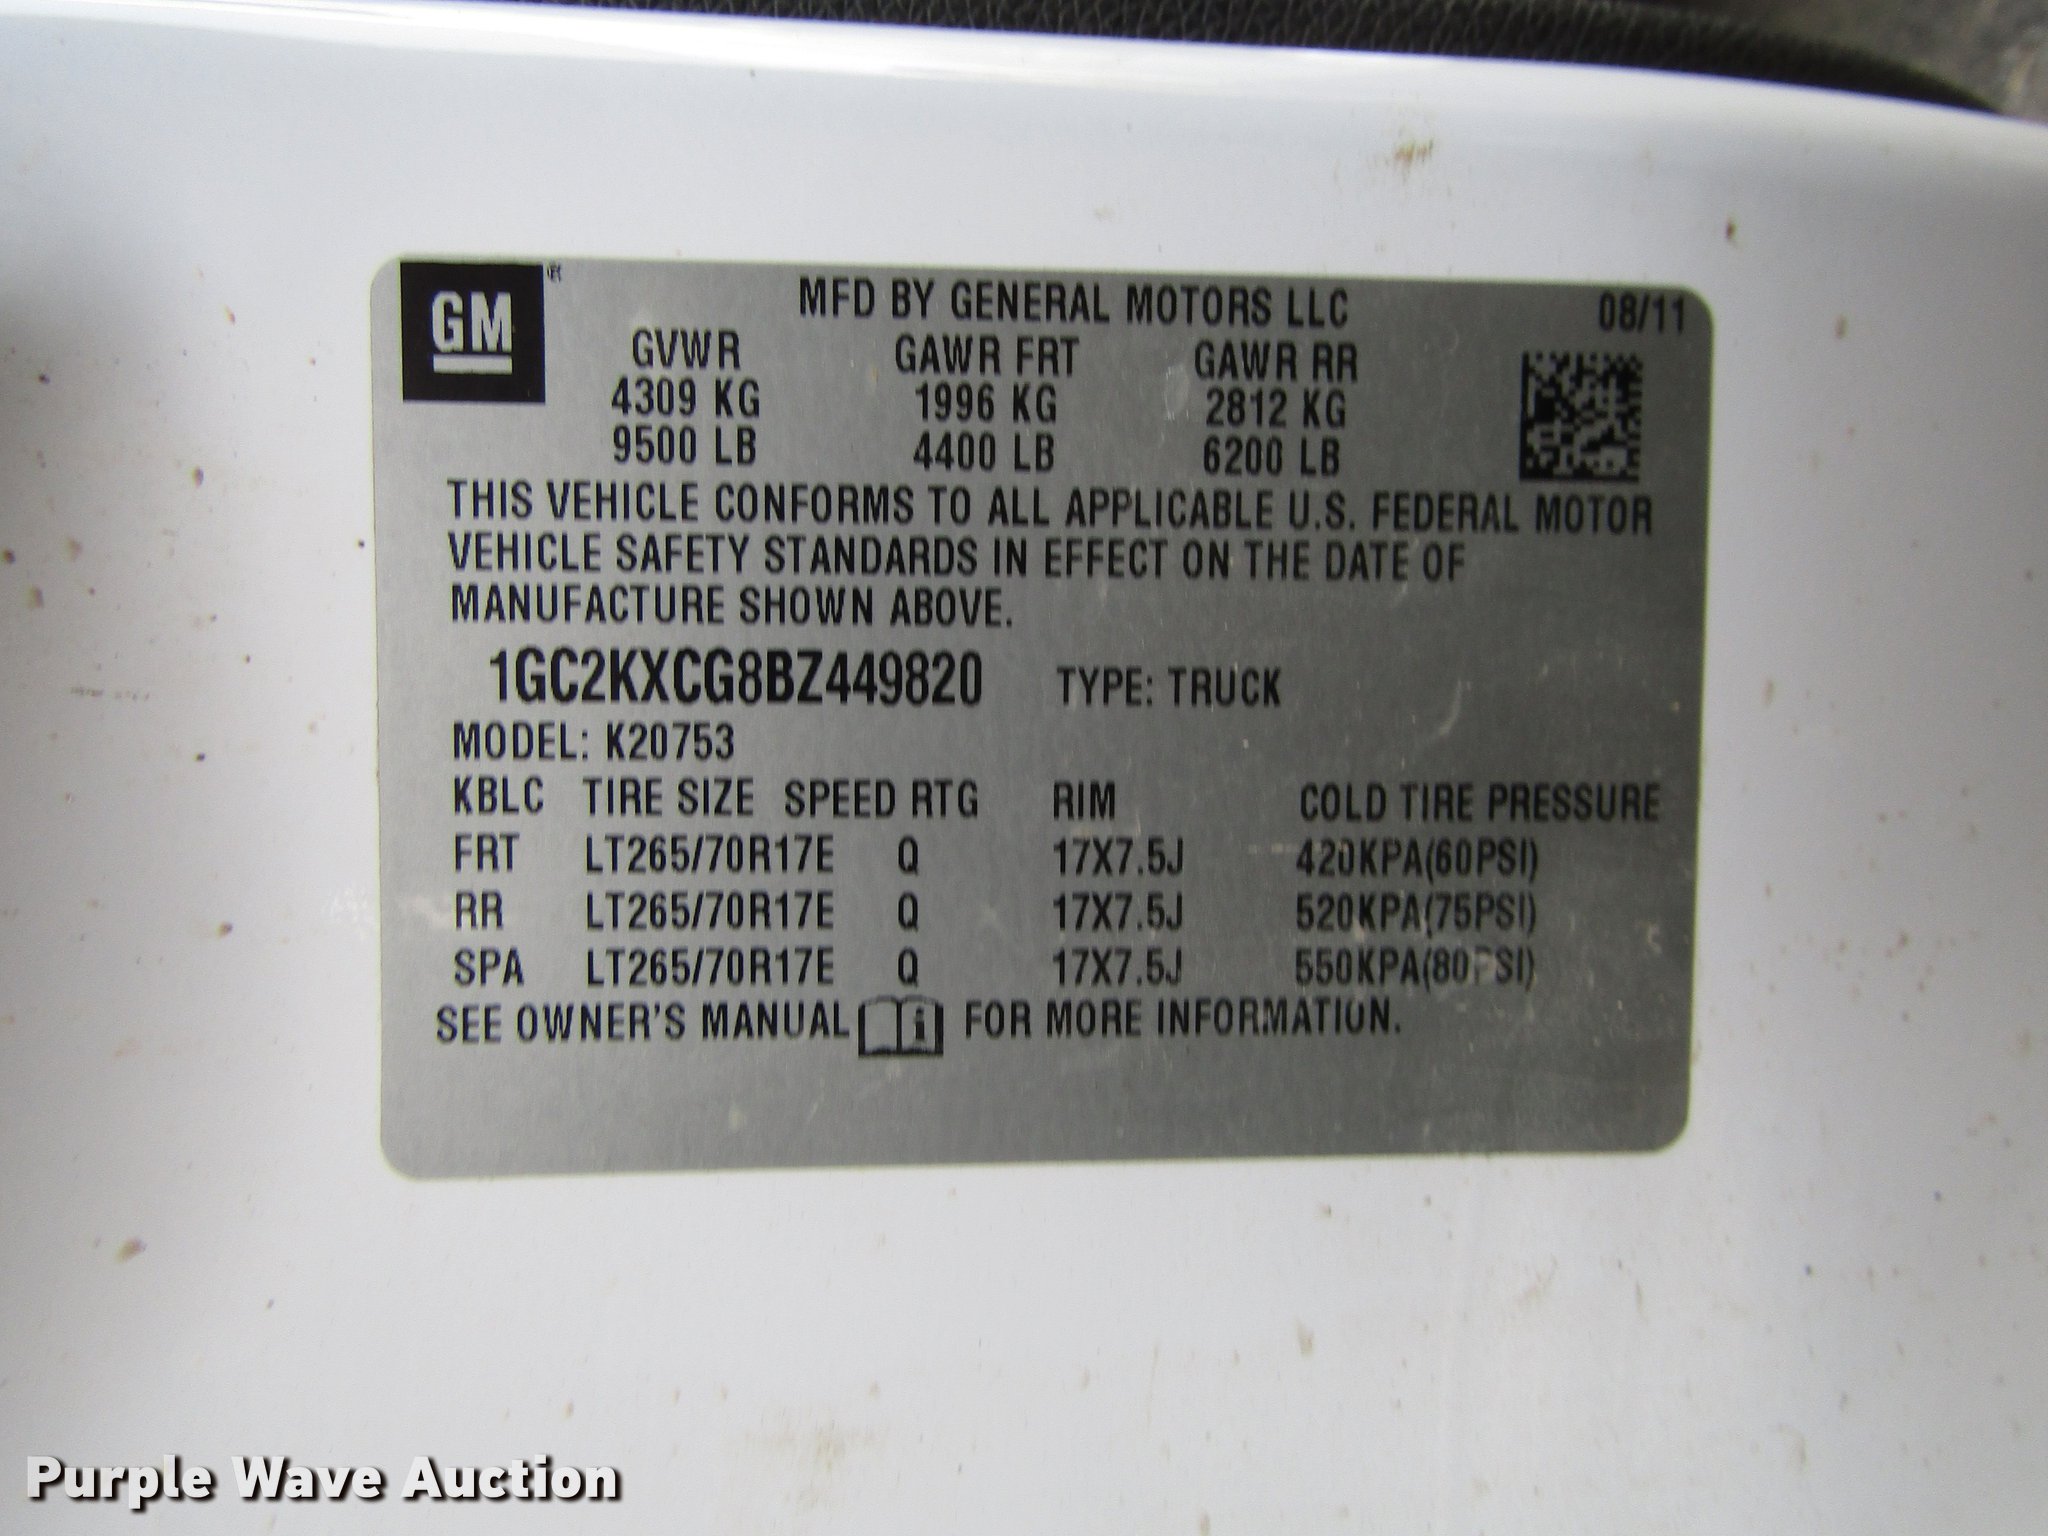 GM ®
MFD BY GENERAL MOTORS LLC 08/11
GVWR GAWR FRT GAWR RR
4309 KG 1996 KG 2812 KG
9500 LB 4400 LB 6200 LB
THIS VEHICLE CONFORMS TO ALL APPLICABLE U.S. FEDERAL MOTOR
VEHICLE SAFETY STANDARDS IN EFFECT ON THE DATE OF
MANUFACTURE SHOWN ABOVE.
1GC2KXCG8BZ449820 TYPE: TRUCK
MODEL: K20753
KBLC TIRE SIZE SPEED RTG RIM COLD TIRE PRESSURE
FRT LT265/70R17E Q 17X7.5J 420KPA(60PSI)
RR LT265/70R17E Q 17X7.5J 520KPA(75PSI)
SPA LT265/70R17E Q 17X7.5J 550KPA(80PSI)
SEE OWNER'S MANUAL i FOR MORE INFORMATION.
Purple Wave Auction